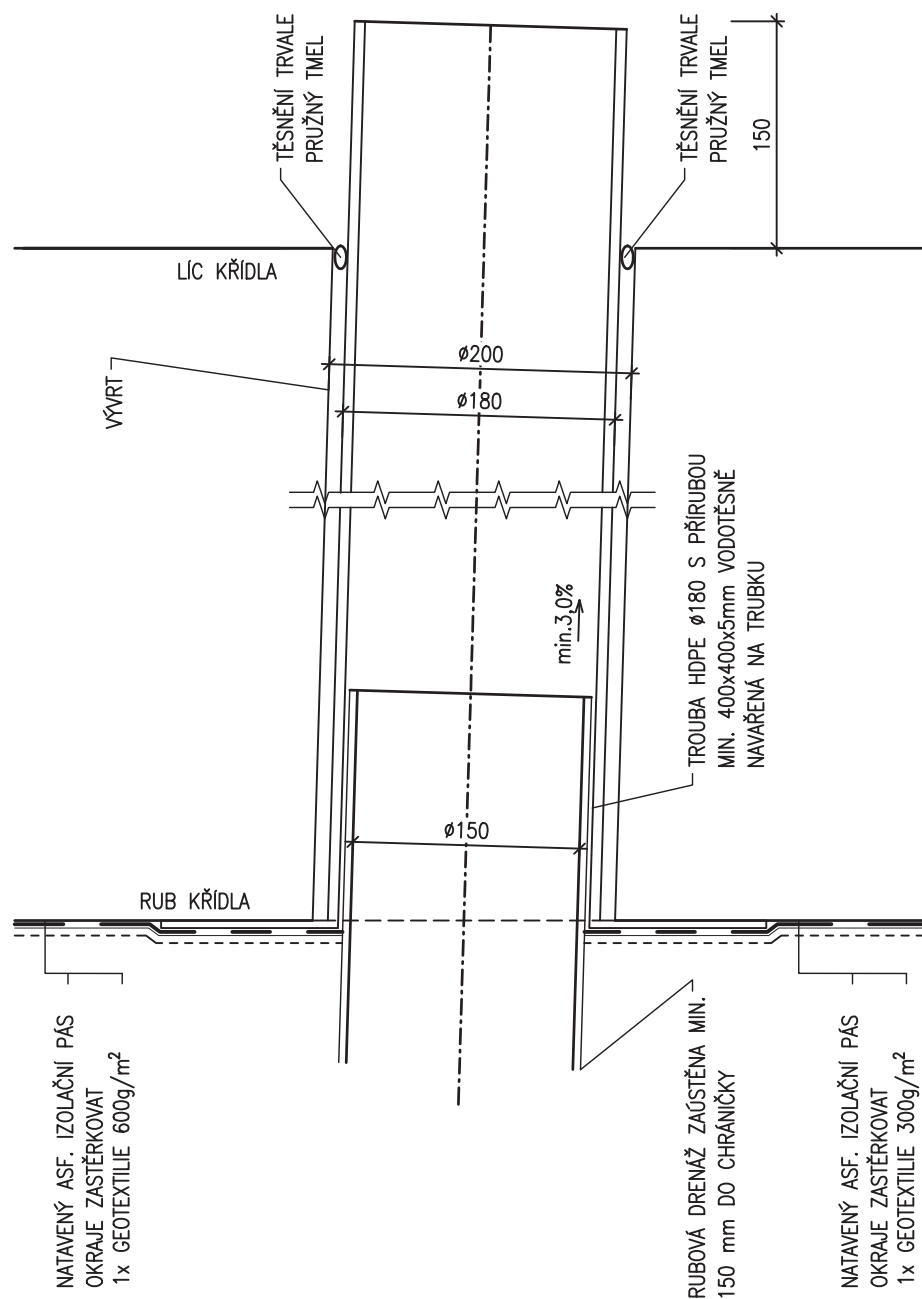 TĚSNĚNÍ TRVALE
PRUŽNÝ TMEL
TĚSNĚNÍ TRVALE
PRUŽNÝ TMEL
150
LÍC KŘÍDLA
VÝVRT
ø200
ø180
min.3,0%
TROUBA HDPE ø180 S PŘÍRUBOU
MIN. 400x400x5mm VODOTĚSNĚ
NAVAŘENÁ NA TRUBKU
ø150
RUB KŘÍDLA
NATAVENÝ ASF. IZOLAČNÍ PÁS
OKRAJE ZASTĚRKOVAT
1x GEOTEXTILIE 600g/m²
RUBOVÁ DRENÁŽ ZAÚSTĚNA MIN.
150 mm DO CHRÁNIČKY
NATAVENÝ ASF. IZOLAČNÍ PÁS
OKRAJE ZASTĚRKOVAT
1x GEOTEXTILIE 300g/m²